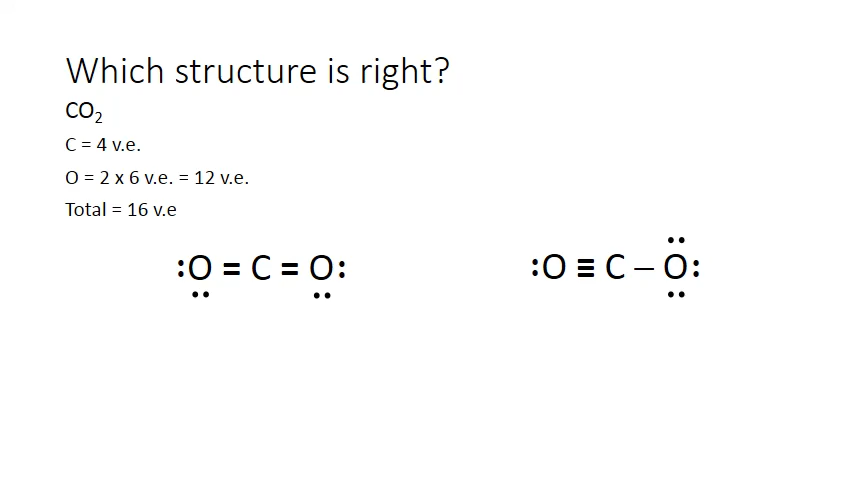 Which structure is right?
CO₂
C = 4 v.e.
O = 2 x 6 v.e. = 12 v.e.
Total = 16 v.e
:O = C = O:
:O ≡ C – O: